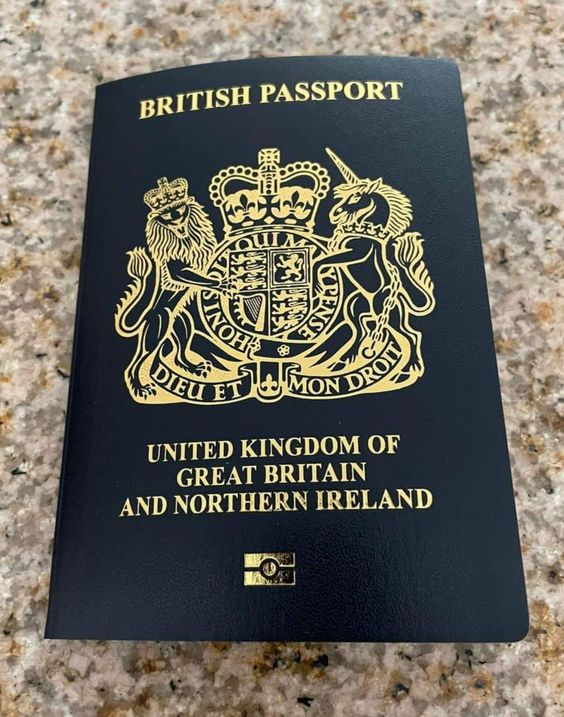 BRITISH PASSPORT
HONI SOIT QUI MAL Y PENSE
DIEU ET MON DROIT
UNITED KINGDOM OF
GREAT BRITAIN
AND NORTHERN IRELAND